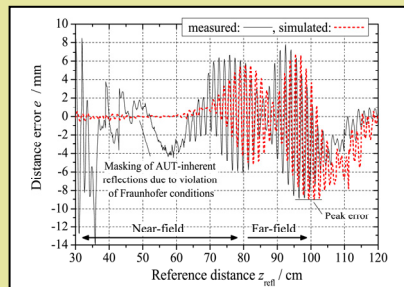 measured: ——, simulated: ------
10
8
6
4
2
0
-2
-4
-6
-8
-10
-12
-14
Distance error e / mm
Masking of AUT-inherent
reflections due to violation
of Fraunhofer conditions
Peak error
Near-field
Far-field
30 40 50 60 70 80 90 100 110 120
Reference distance z_refl / cm